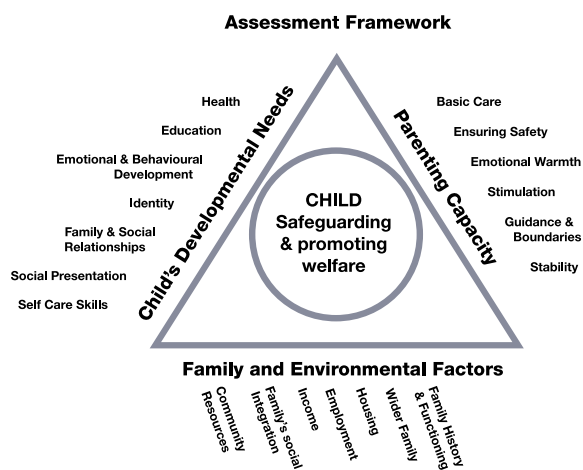 Assessment Framework
Health
Education
Emotional & Behavioural
Development
Identity
Family & Social
Relationships
Social Presentation
Self Care Skills
Child's Developmental Needs
CHILD
Safeguarding
& promoting
welfare
Parenting Capacity
Basic Care
Ensuring Safety
Emotional Warmth
Stimulation
Guidance &
Boundaries
Stability
Family and Environmental Factors
Community
Resources
Family's social
Integration
Income
Employment
Housing
Wider Family
Family History
& Functioning